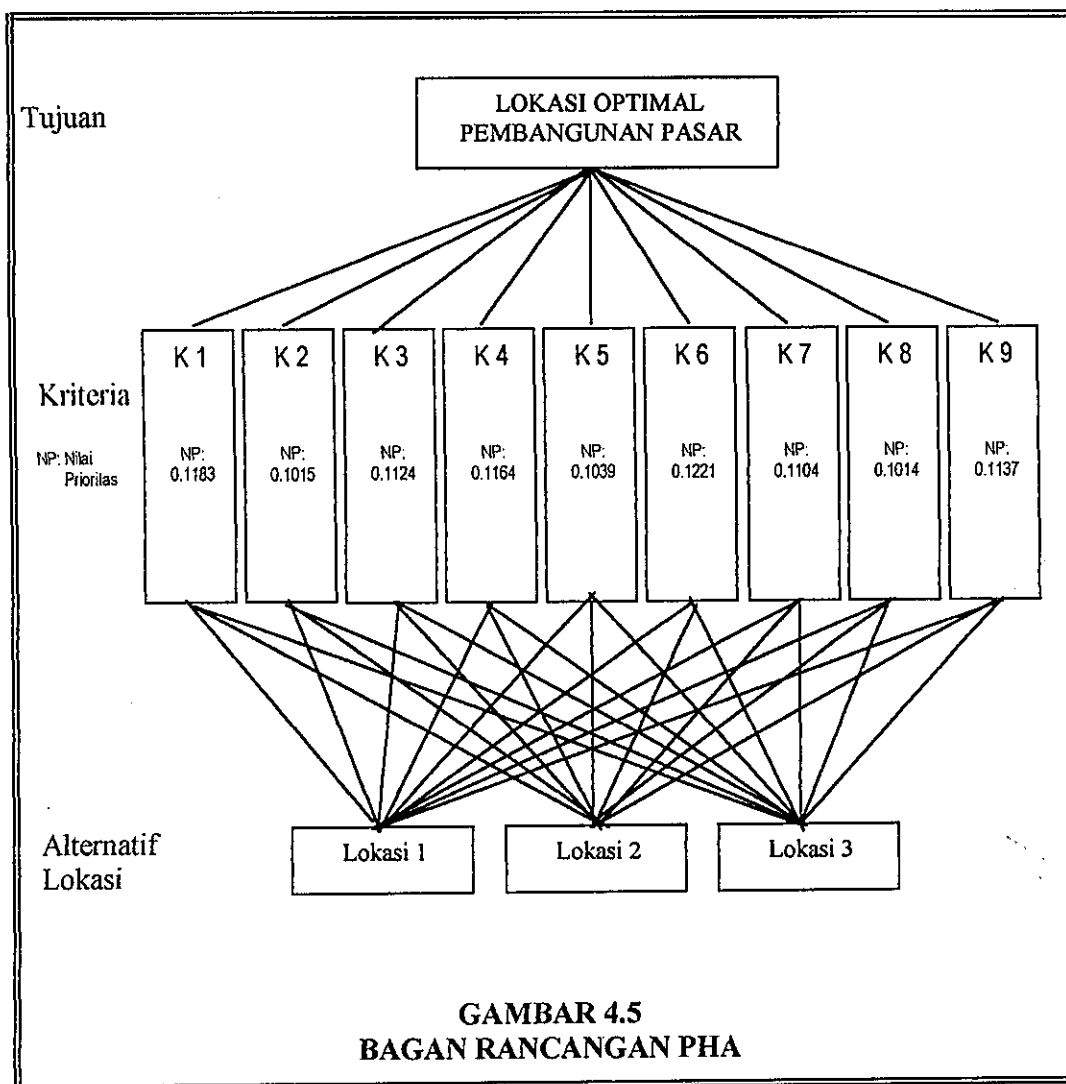 Tujuan
LOKASI OPTIMAL
PEMBANGUNAN PASAR
K 1 K 2 K 3 K 4 K 5 K 6 K 7 K 8 K 9
Kriteria
NP: Nilai
Priorilas
NP: NP: NP: NP: NP: NP: NP: NP: NP:
0.1183 0.1015 0.1124 0.1164 0.1039 0.1221 0.1104 0.1014 0.1137
Alternatif
Lokasi
Lokasi 1 Lokasi 2 Lokasi 3
GAMBAR 4.5
BAGAN RANCANGAN PHA